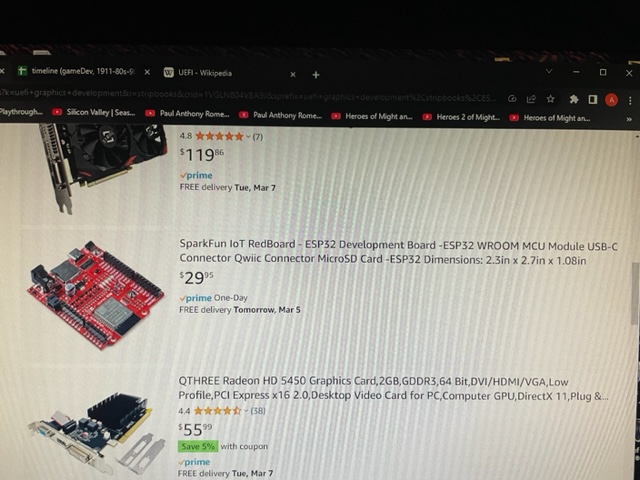 timeline (gameDev, 1911-80s-9
UEFI - Wikipedia
Playthrough...
Silicon Valley | Seas...
Paul Anthony Rome...
Paul Anthony Rome...
Heroes of Might an...
Heroes 2 of Might...
Heroes of Might an...
4.8 (7)
$119 86
prime
FREE delivery Tue, Mar 7
SparkFun IoT RedBoard - ESP32 Development Board -ESP32 WROOM MCU Module USB-C
Connector Qwiic Connector MicroSD Card -ESP32 Dimensions: 2.3in x 2.7in x 1.08in
$29 95
prime One-Day
FREE delivery Tomorrow, Mar 5
QTHREE Radeon HD 5450 Graphics Card,2GB,GDDR3,64 Bit,DVI/HDMI/VGA,Low
Profile,PCI Express x16 2.0,Desktop Video Card for PC,Computer GPU,DirectX 11,Plug &...
4.4 (38)
$55 99
Save 5% with coupon
prime
FREE delivery Tue, Mar 7